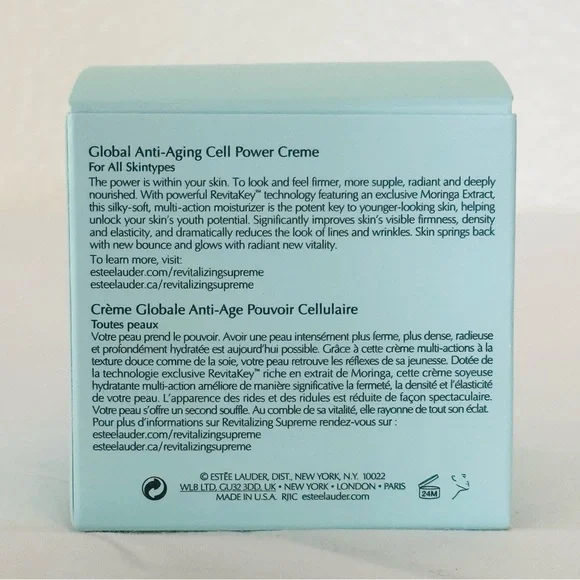 Global Anti-Aging Cell Power Creme
For All Skintypes
The power is within your skin. To look and feel firmer, more supple, radiant and deeply
nourished. With powerful RevitaKey™ technology featuring an exclusive Moringa Extract,
this silky-soft, multi-action moisturizer is the potent key to younger-looking skin, helping
unlock your skin's youth potential. Significantly improves skin's visible firmness, density
and elasticity, and dramatically reduces the look of lines and wrinkles. Skin springs back
with new bounce and glows with radiant new vitality.
To learn more, visit:
esteelauder.com/revitalizingsupreme
esteelauder.ca/revitalizingsupreme
Crème Globale Anti-Age Pouvoir Cellulaire
Toutes peaux
Votre peau prend le pouvoir. Avoir une peau intensément plus ferme, plus dense, radieuse
et profondément hydratée est aujourd'hui possible. Grâce à cette crème multi-actions à la
texture douce comme de la soie, votre peau retrouve les réflexes de sa jeunesse. Dotée de
la technologie exclusive RevitaKey™ riche en extrait de Moringa, cette crème soyeuse
hydratante multi-action améliore de manière significative la fermeté, la densité et l'élasticité
de votre peau. L'apparence des rides et des ridules est réduite de façon spectaculaire.
Votre peau s'offre un second souffle. Au comble de sa vitalité, elle rayonne de tout son éclat.
Pour plus d'informations sur Revitalizing Supreme rendez-vous sur :
esteelauder.com/revitalizingsupreme
esteelauder.ca/revitalizingsupreme
© ESTÉE LAUDER, DIST., NEW YORK, N.Y. 10022
WLB LTD, GU32 3DD, UK • NEW YORK • LONDON • PARIS
MADE IN U.S.A. RJIC esteelauder.com
24M